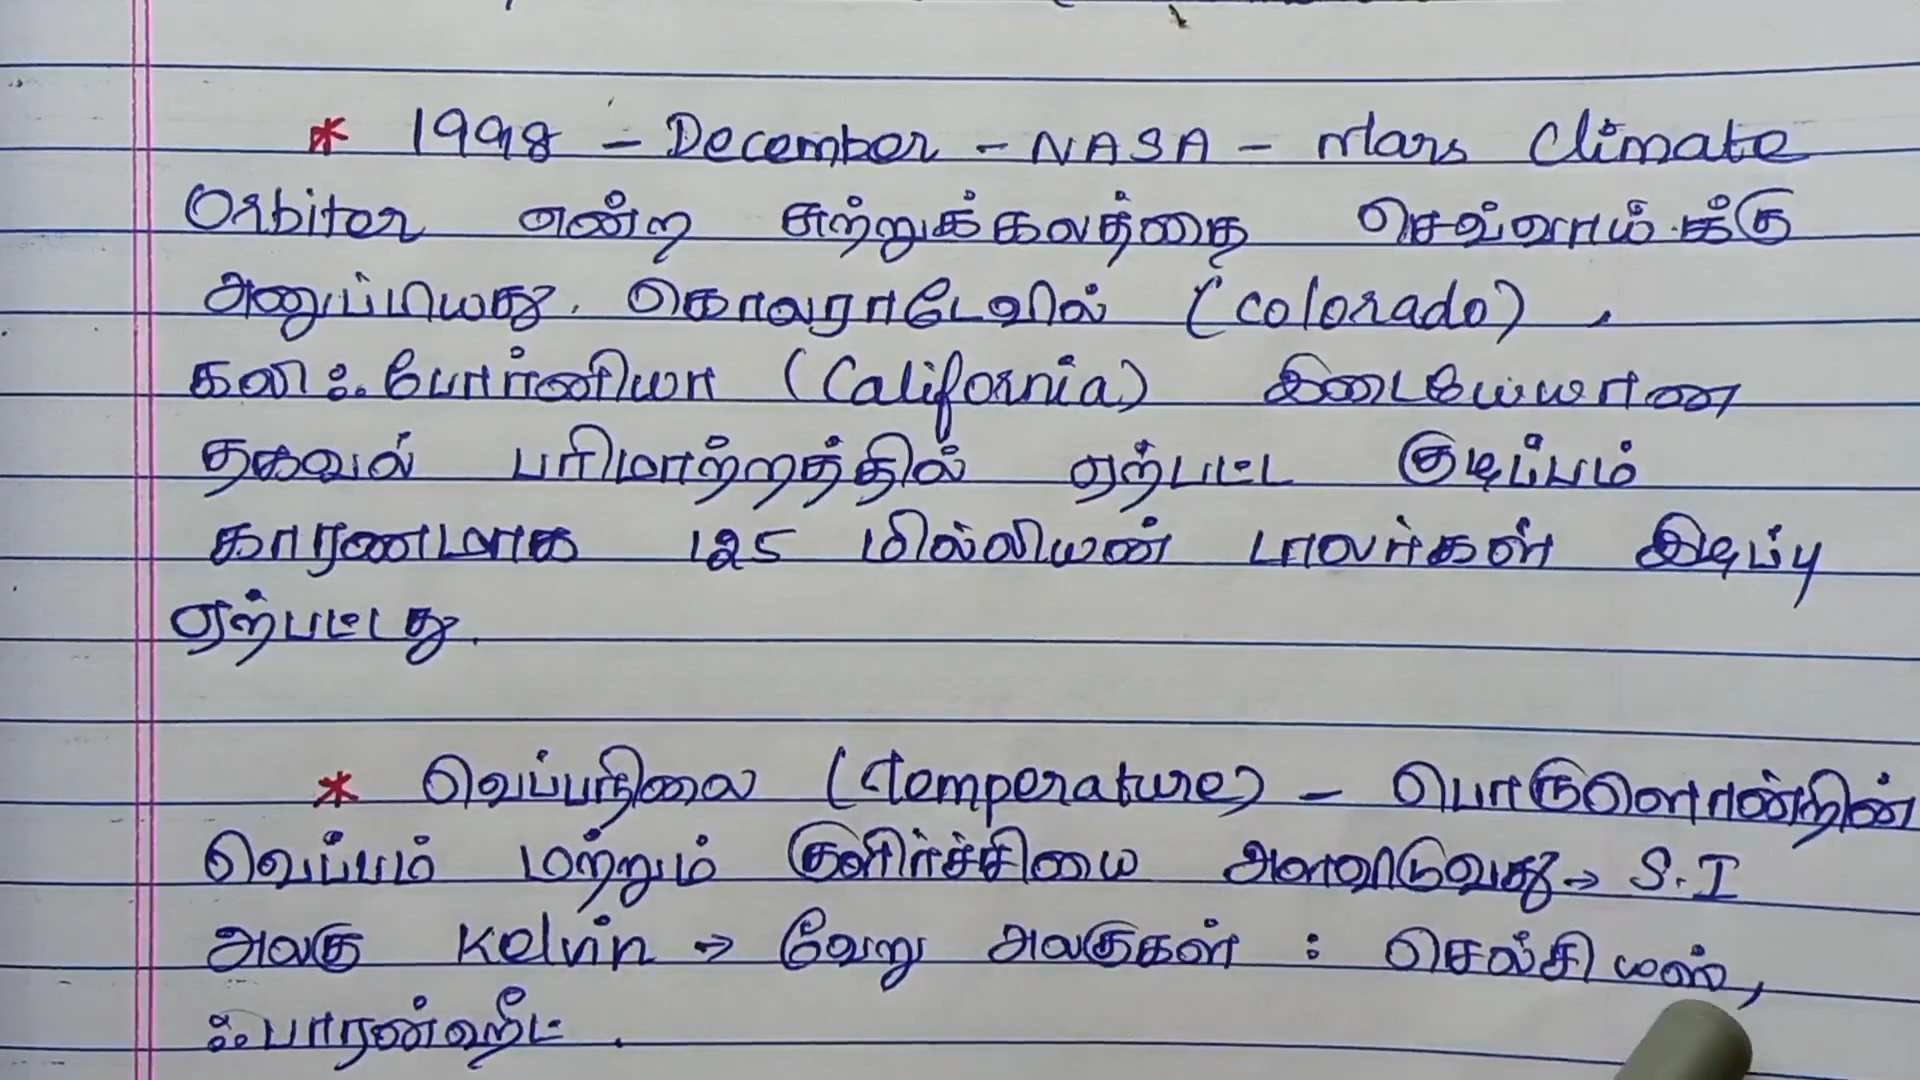 * 1998 - December - NASA - Mars Climate
Orbiter என்ற சுற்றுக்கலத்தை செவ்வாய்க்கு
அனுப்பியது. கொலராடோவில் (Colorado),
கலிஃபோர்னியா (California) இடையேயான
தகவல் பரிமாற்றத்தில் ஏற்பட்ட குழப்பம்
காரணமாக 125 மில்லியன் டாலர்கள் இழப்பு
ஏற்பட்டது.
* வெப்பநிலை (Temperature) - பொருளொன்றின்
வெப்பம் மற்றும் குளிர்ச்சியை அளவிடுவது → S.I
அலகு Kelvin → வேறு அலகுகள் : செல்சியஸ்,
ஃபாரன்ஹீட்.